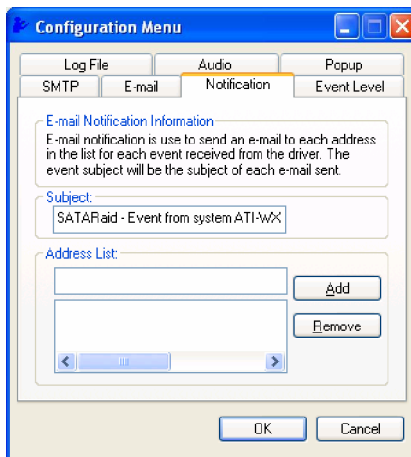 Configuration Menu
Log File Audio Popup
SMTP E-mail Notification Event Level
E-mail Notification Information
E-mail notification is use to send an e-mail to each address
in the list for each event received from the driver. The
event subject will be the subject of each e-mail sent.
Subject:
SATARaid - Event from system ATI-WX
Address List:
Add
Remove
OK Cancel